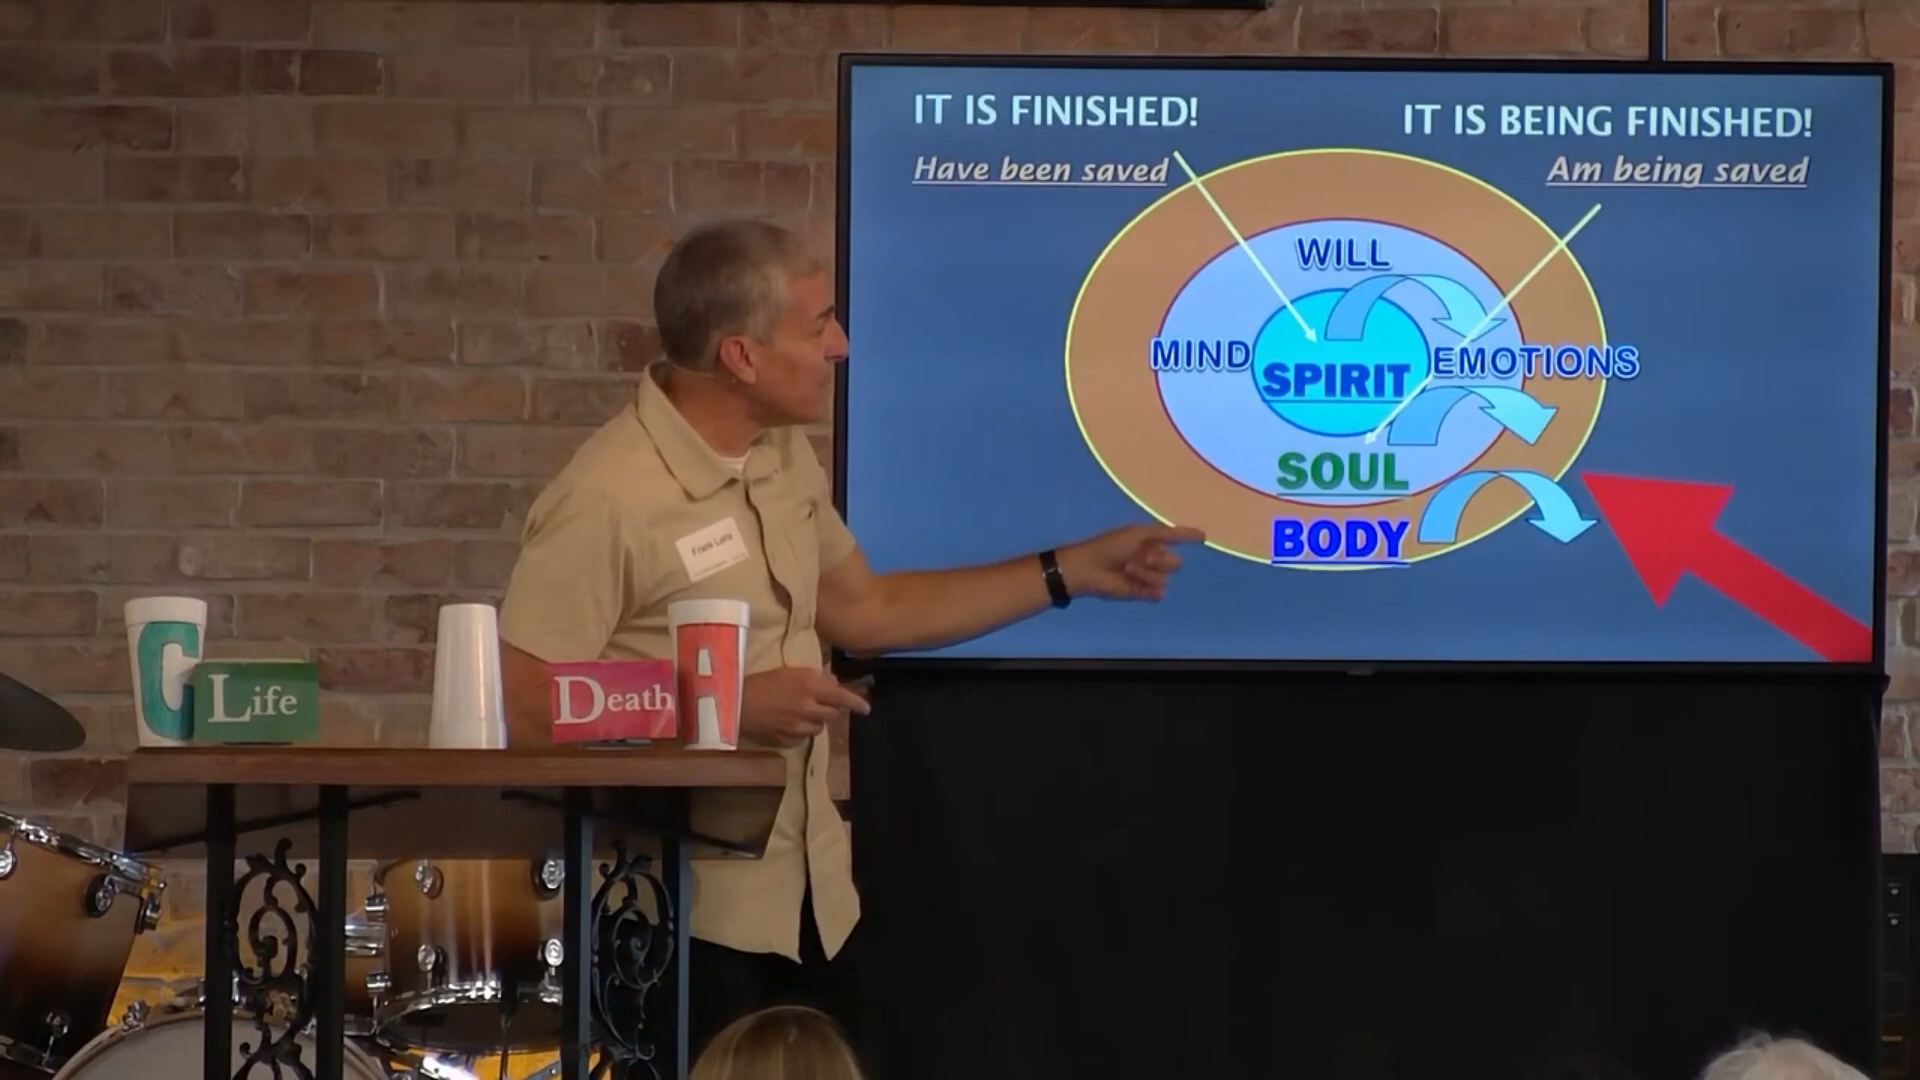 IT IS FINISHED!
Have been saved
IT IS BEING FINISHED!
Am being saved
WILL
MIND
SPIRIT
EMOTIONS
SOUL
BODY
C
Life
Death
A